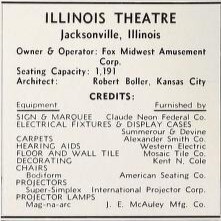 ILLINOIS THEATRE
Jacksonville, Illinois
Owner & Operator: Fox Midwest Amusement
Corp.
Seating Capacity: 1,191
Architect: Robert Boller, Kansas City
CREDITS:
Equipment Furnished by
SIGN & MARQUEE Claude Neon Federal Co.
ELECTRICAL FIXTURES & DISPLAY CASES
Summerour & Devine
CARPETS Alexander Smith Co.
HEARING AIDS Western Electric
FLOOR AND WALL TILE Mosaic Tile Co.
DECORATING Kent N. Cole
CHAIRS
Bodiform American Seating Co.
PROJECTORS
Super-Simplex International Projector Corp.
PROJECTOR LAMPS
Mag-na-arc J. E. McAuley Mfg. Co.